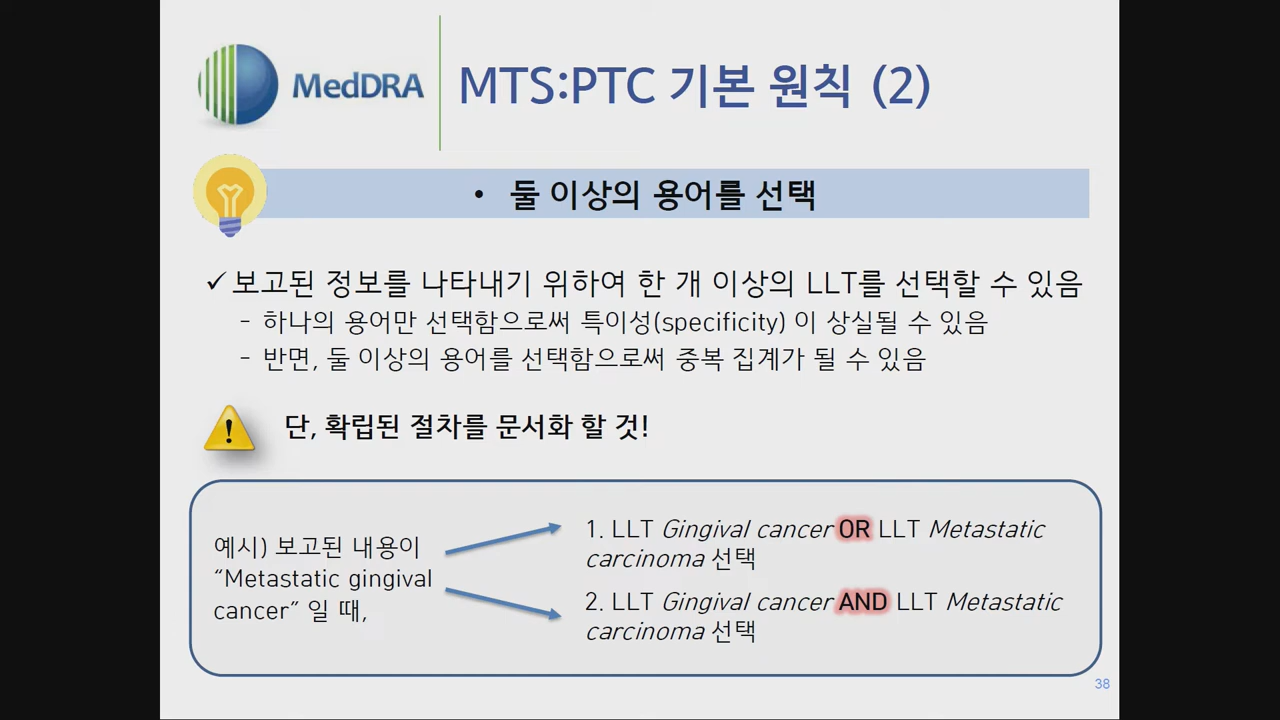 MedDRA
MTS:PTC 기본 원칙 (2)
• 둘 이상의 용어를 선택
✓ 보고된 정보를 나타내기 위하여 한 개 이상의 LLT를 선택할 수 있음
- 하나의 용어만 선택함으로써 특이성(specificity) 이 상실될 수 있음
- 반면, 둘 이상의 용어를 선택함으로써 중복 집계가 될 수 있음
단, 확립된 절차를 문서화 할 것!
예시) 보고된 내용이
“Metastatic gingival
cancer” 일 때,
1. LLT Gingival cancer OR LLT Metastatic
carcinoma 선택
2. LLT Gingival cancer AND LLT Metastatic
carcinoma 선택
38